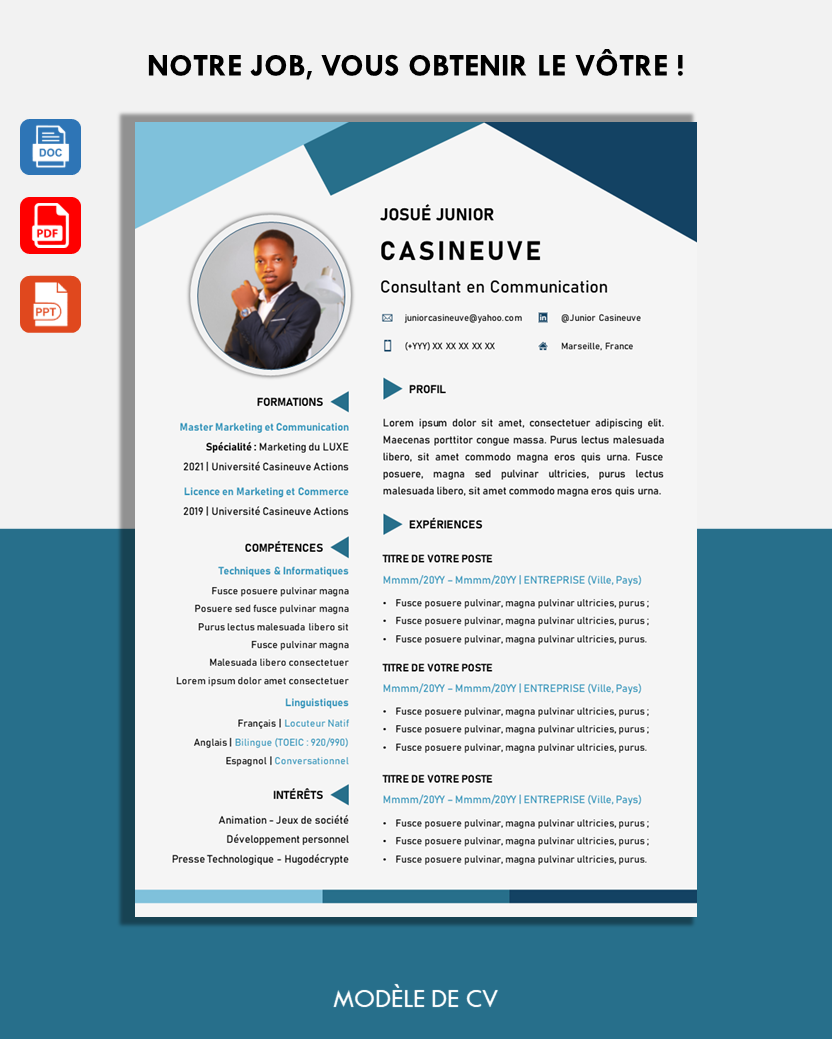 NOTRE JOB, VOUS OBTENIR LE VÔTRE !
DOC
PDF
PPT
JOSUÉ JUNIOR
CASINEUVE
Consultant en Communication
juniorcasineuve@yahoo.com
@Junior Casineuve
(+YYY) XX XX XX XX XX
Marseille, France
FORMATIONS
Master Marketing et Communication
Spécialité : Marketing du LUXE
2021 | Université Casineuve Actions
Licence en Marketing et Commerce
2019 | Université Casineuve Actions
COMPÉTENCES
Techniques & Informatiques
Fusce posuere pulvinar magna
Posuere sed fusce pulvinar magna
Purus lectus malesuada libero sit
Fusce pulvinar magna
Malesuada libero consectetuer
Lorem ipsum dolor amet consectetuer
Linguistiques
Français | Locuteur Natif
Anglais | Bilingue (TOEIC : 920/990)
Espagnol | Conversationnel
INTÉRÊTS
Animation - Jeux de société
Développement personnel
Presse Technologique - Hugodécrypte
PROFIL
Lorem ipsum dolor sit amet, consectetuer adipiscing elit.
Maecenas porttitor congue massa. Purus lectus malesuada
libero, sit amet commodo magna eros quis urna. Fusce
posuere, magna sed pulvinar ultricies, purus lectus
malesuada libero, sit amet commodo magna eros quis urna.
EXPÉRIENCES
TITRE DE VOTRE POSTE
Mmmm/20YY – Mmmm/20YY | ENTREPRISE (Ville, Pays)
• Fusce posuere pulvinar, magna pulvinar ultricies, purus ;
• Fusce posuere pulvinar, magna pulvinar ultricies, purus ;
• Fusce posuere pulvinar, magna pulvinar ultricies, purus.
TITRE DE VOTRE POSTE
Mmmm/20YY – Mmmm/20YY | ENTREPRISE (Ville, Pays)
• Fusce posuere pulvinar, magna pulvinar ultricies, purus ;
• Fusce posuere pulvinar, magna pulvinar ultricies, purus ;
• Fusce posuere pulvinar, magna pulvinar ultricies, purus.
TITRE DE VOTRE POSTE
Mmmm/20YY – Mmmm/20YY | ENTREPRISE (Ville, Pays)
• Fusce posuere pulvinar, magna pulvinar ultricies, purus ;
• Fusce posuere pulvinar, magna pulvinar ultricies, purus ;
• Fusce posuere pulvinar, magna pulvinar ultricies, purus.
MODÈLE DE CV